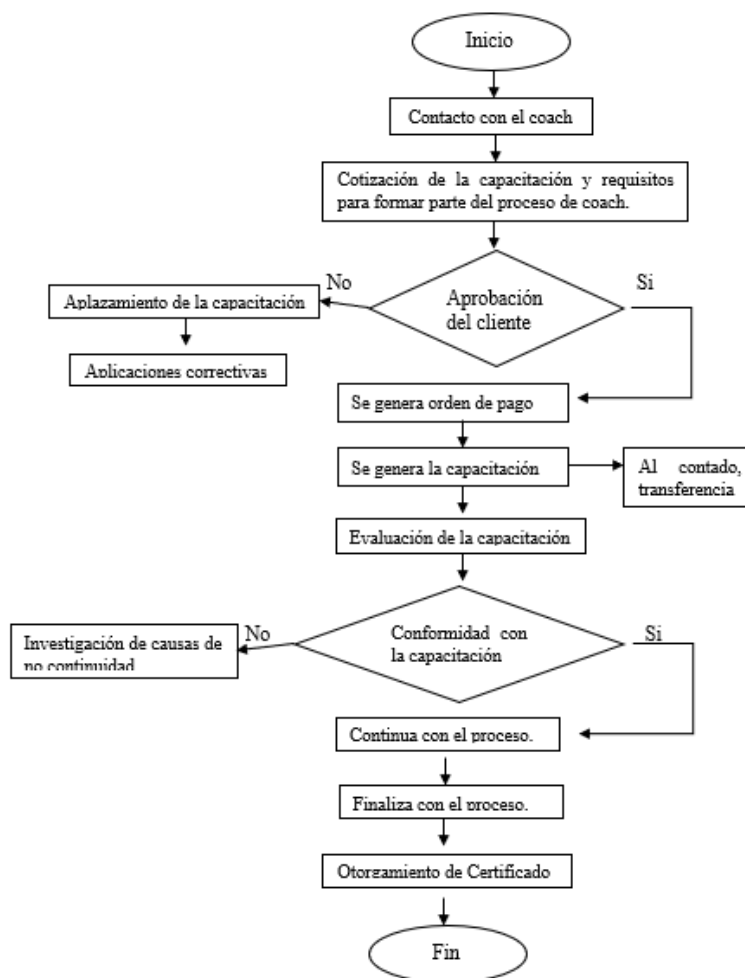 Inicio
Contacto con el coach
Cotización de la capacitación y requisitos
para formar parte del proceso de coach.
No
Si
Aplazamiento de la capacitación
Aprobación
del cliente
Aplicaciones correctivas
Se genera orden de pago
Se genera la capacitación
Al contado,
transferencia
Evaluación de la capacitación
No
Si
Investigación de causas de
no continuidad
Conformidad con
la capacitación
Continua con el proceso.
Finaliza con el proceso.
Otorgamiento de Certificado
Fin